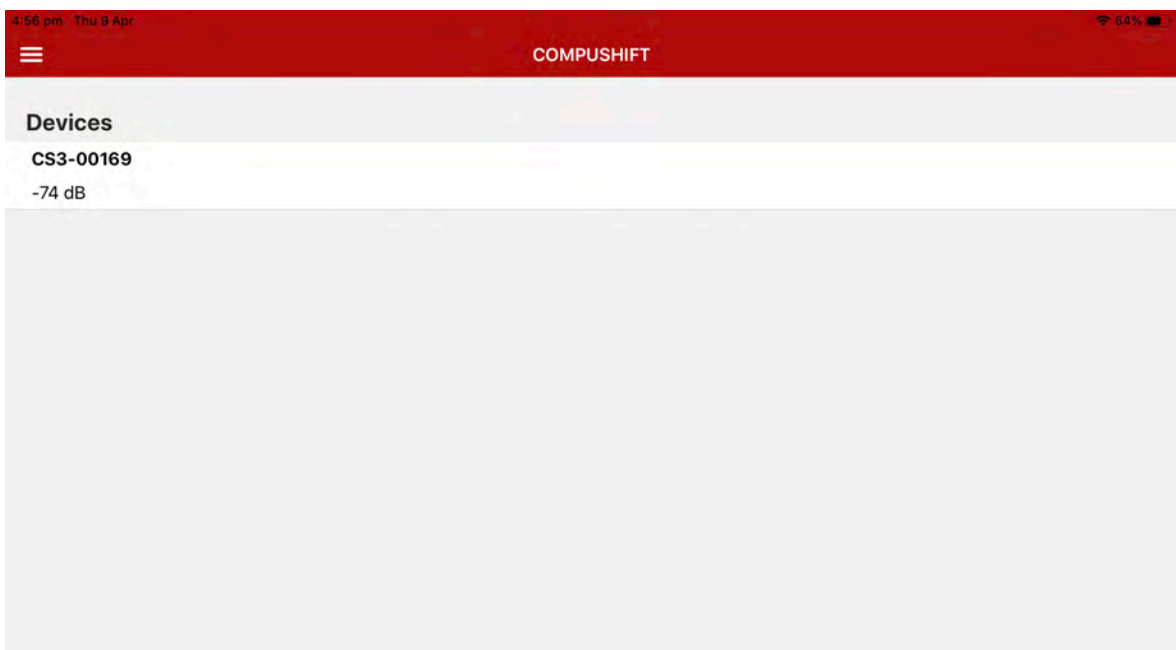 4:56 pm Thu 9 Apr
64%
COMPUSHIFT
Devices
CS3-00169
-74 dB